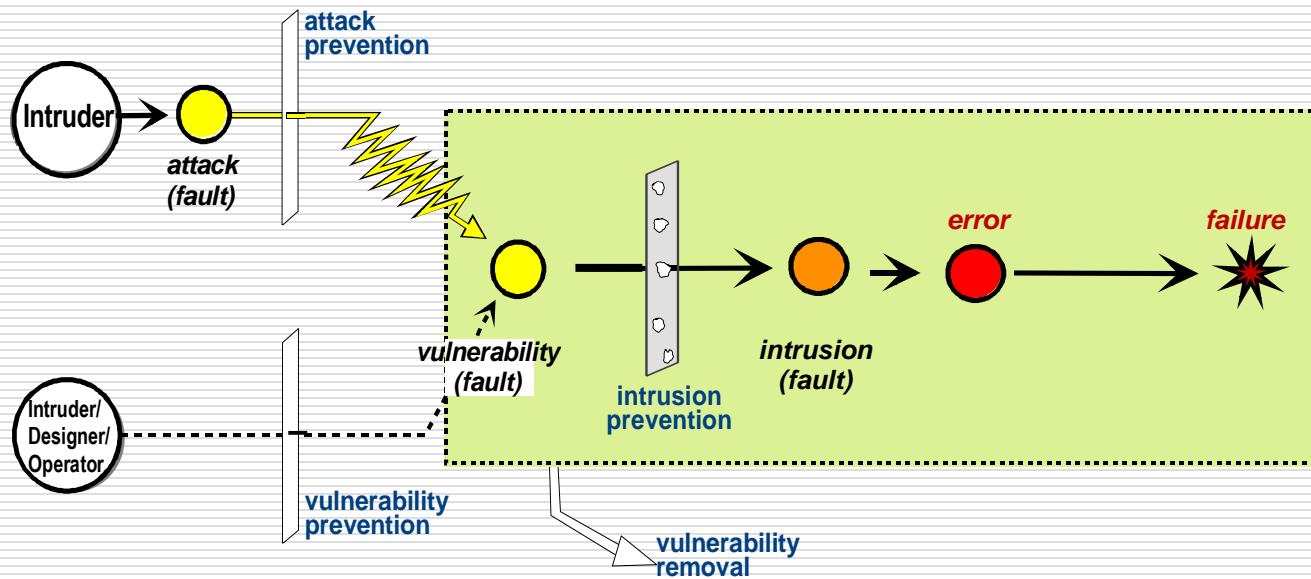 attack
prevention
Intruder
attack
(fault)
error
failure
vulnerability
(fault)
intrusion
(fault)
intrusion
prevention
Intruder/
Designer/
Operator
vulnerability
prevention
vulnerability
removal